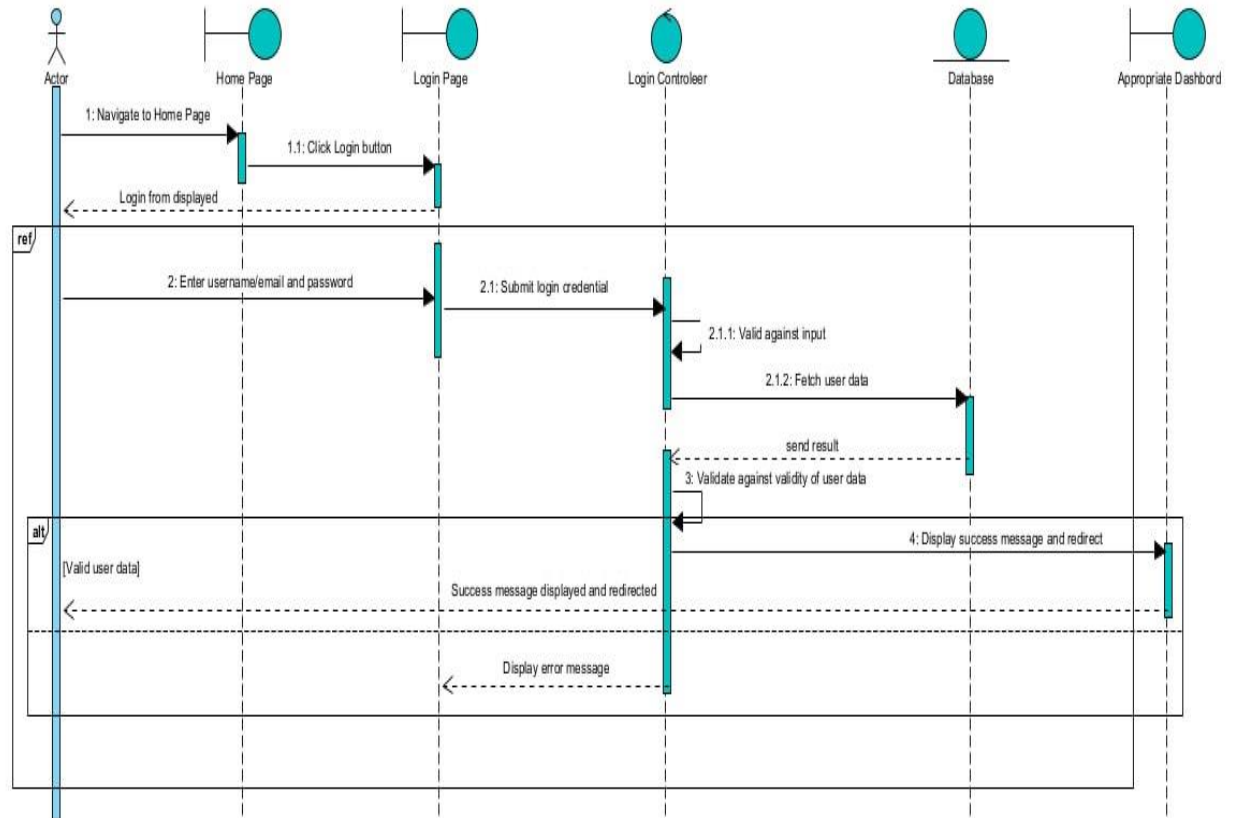 Actor
Home Page
Login Page
Login Controleer
Database
Appropriate Dashbord
1: Navigate to Home Page
1.1: Click Login button
Login from displayed
ref
2: Enter username/email and password
2.1: Submit login credential
2.1.1: Valid against input
2.1.2: Fetch user data
send result
3: Validate against validity of user data
alt
4: Display success message and redirect
[Valid user data]
Success message displayed and redirected
Display error message